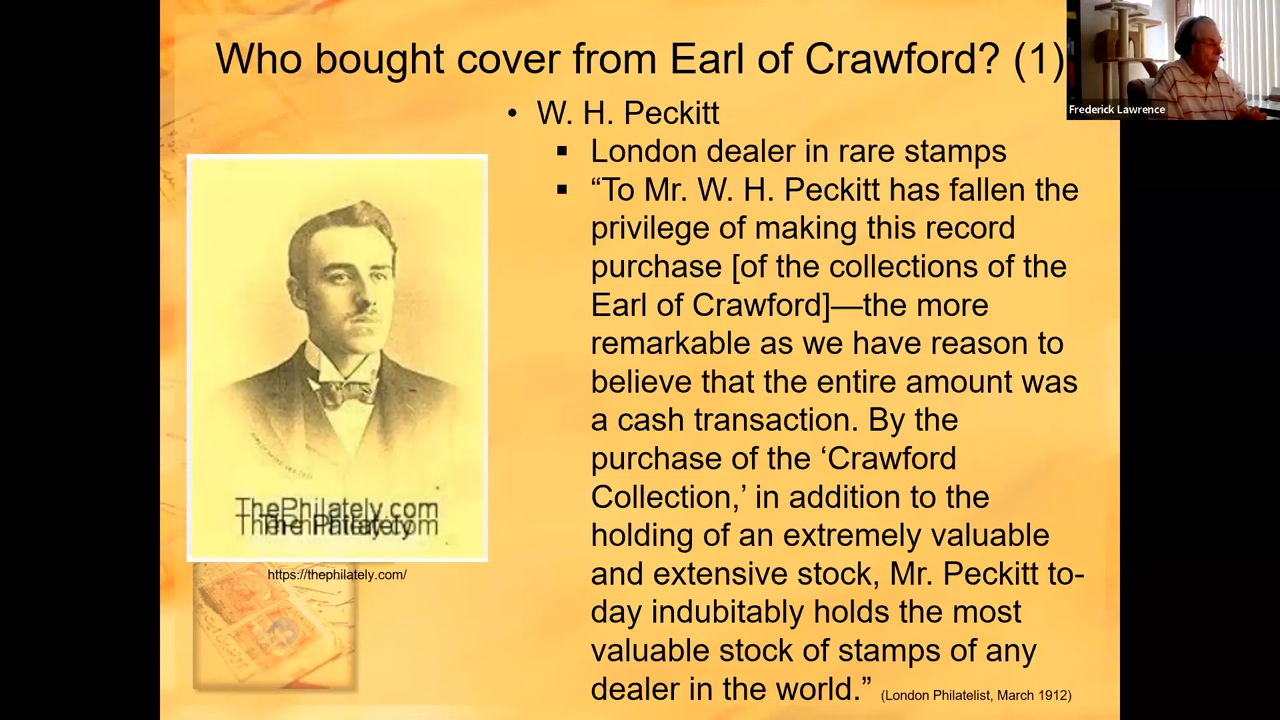 Who bought cover from Earl of Crawford? (1)
Frederick Lawrence
• W. H. Peckitt
▪ London dealer in rare stamps
▪ “To Mr. W. H. Peckitt has fallen the
privilege of making this record
purchase [of the collections of the
Earl of Crawford]—the more
remarkable as we have reason to
believe that the entire amount was
a cash transaction. By the
purchase of the ‘Crawford
Collection,’ in addition to the
holding of an extremely valuable
and extensive stock, Mr. Peckitt to-
day indubitably holds the most
valuable stock of stamps of any
dealer in the world.” (London Philatelist, March 1912)
ThePhilately.com
https://thephilately.com/